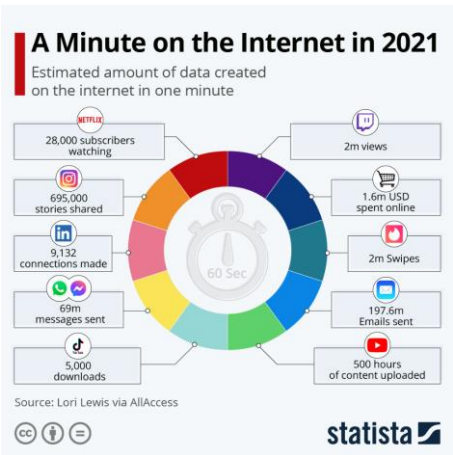 A Minute on the Internet in 2021
Estimated amount of data created
on the internet in one minute
NETFLIX
28,000 subscribers
watching
2m views
695,000
stories shared
1.6m USD
spent online
9,132
connections made
2m Swipes
69m
messages sent
197.6m
Emails sent
5,000
downloads
500 hours
of content uploaded
60 Sec
Source: Lori Lewis via AllAccess
statista